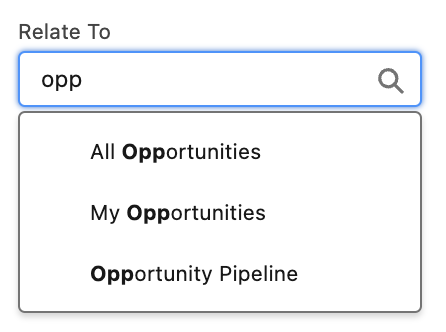 Relate To
opp
All Opportunities
My Opportunities
Opportunity Pipeline